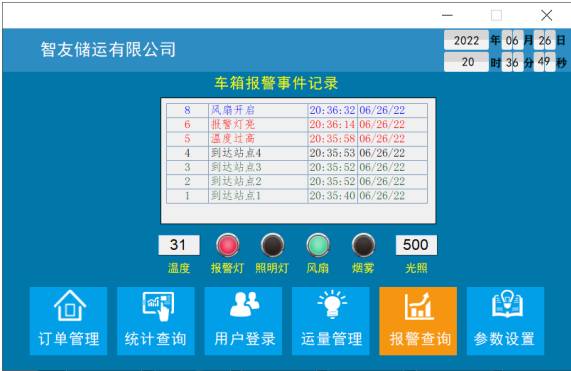 智友储运有限公司
2022 年 06 月 26 日
20 时 36 分 49 秒
车箱报警事件记录
8 风扇开启 20:36:32 06/26/22
6 报警灯亮 20:36:14 06/26/22
5 温度过高 20:35:58 06/26/22
4 到达站点4 20:35:53 06/26/22
3 到达站点3 20:35:52 06/26/22
2 到达站点2 20:35:52 06/26/22
1 到达站点1 20:35:40 06/26/22
31 500
温度 报警灯 照明灯 风扇 烟雾 光照
订单管理 统计查询 用户登录 运量管理 报警查询 参数设置